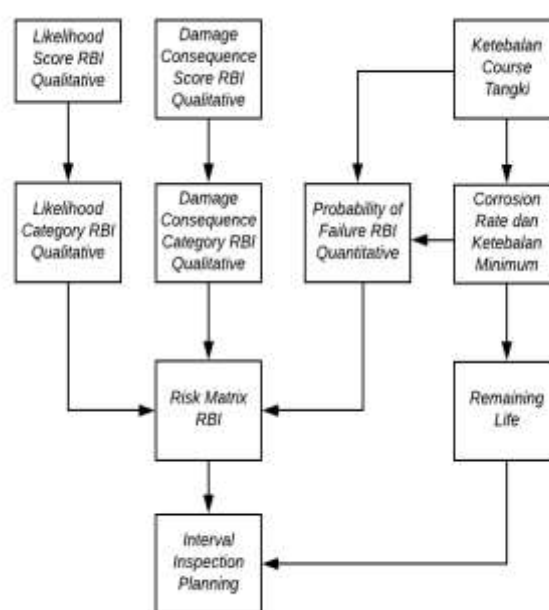 Likelihood
Score RBI
Qualitative
Damage
Consequence
Score RBI
Qualitative
Ketebalan
Course
Tangki
Likelihood
Category RBI
Qualitative
Damage
Consequence
Category RBI
Qualitative
Probability of
Failure RBI
Quantitative
Corrosion
Rate dan
Ketebalan
Minimum
Risk Matrix
RBI
Remaining
Life
Interval
Inspection
Planning